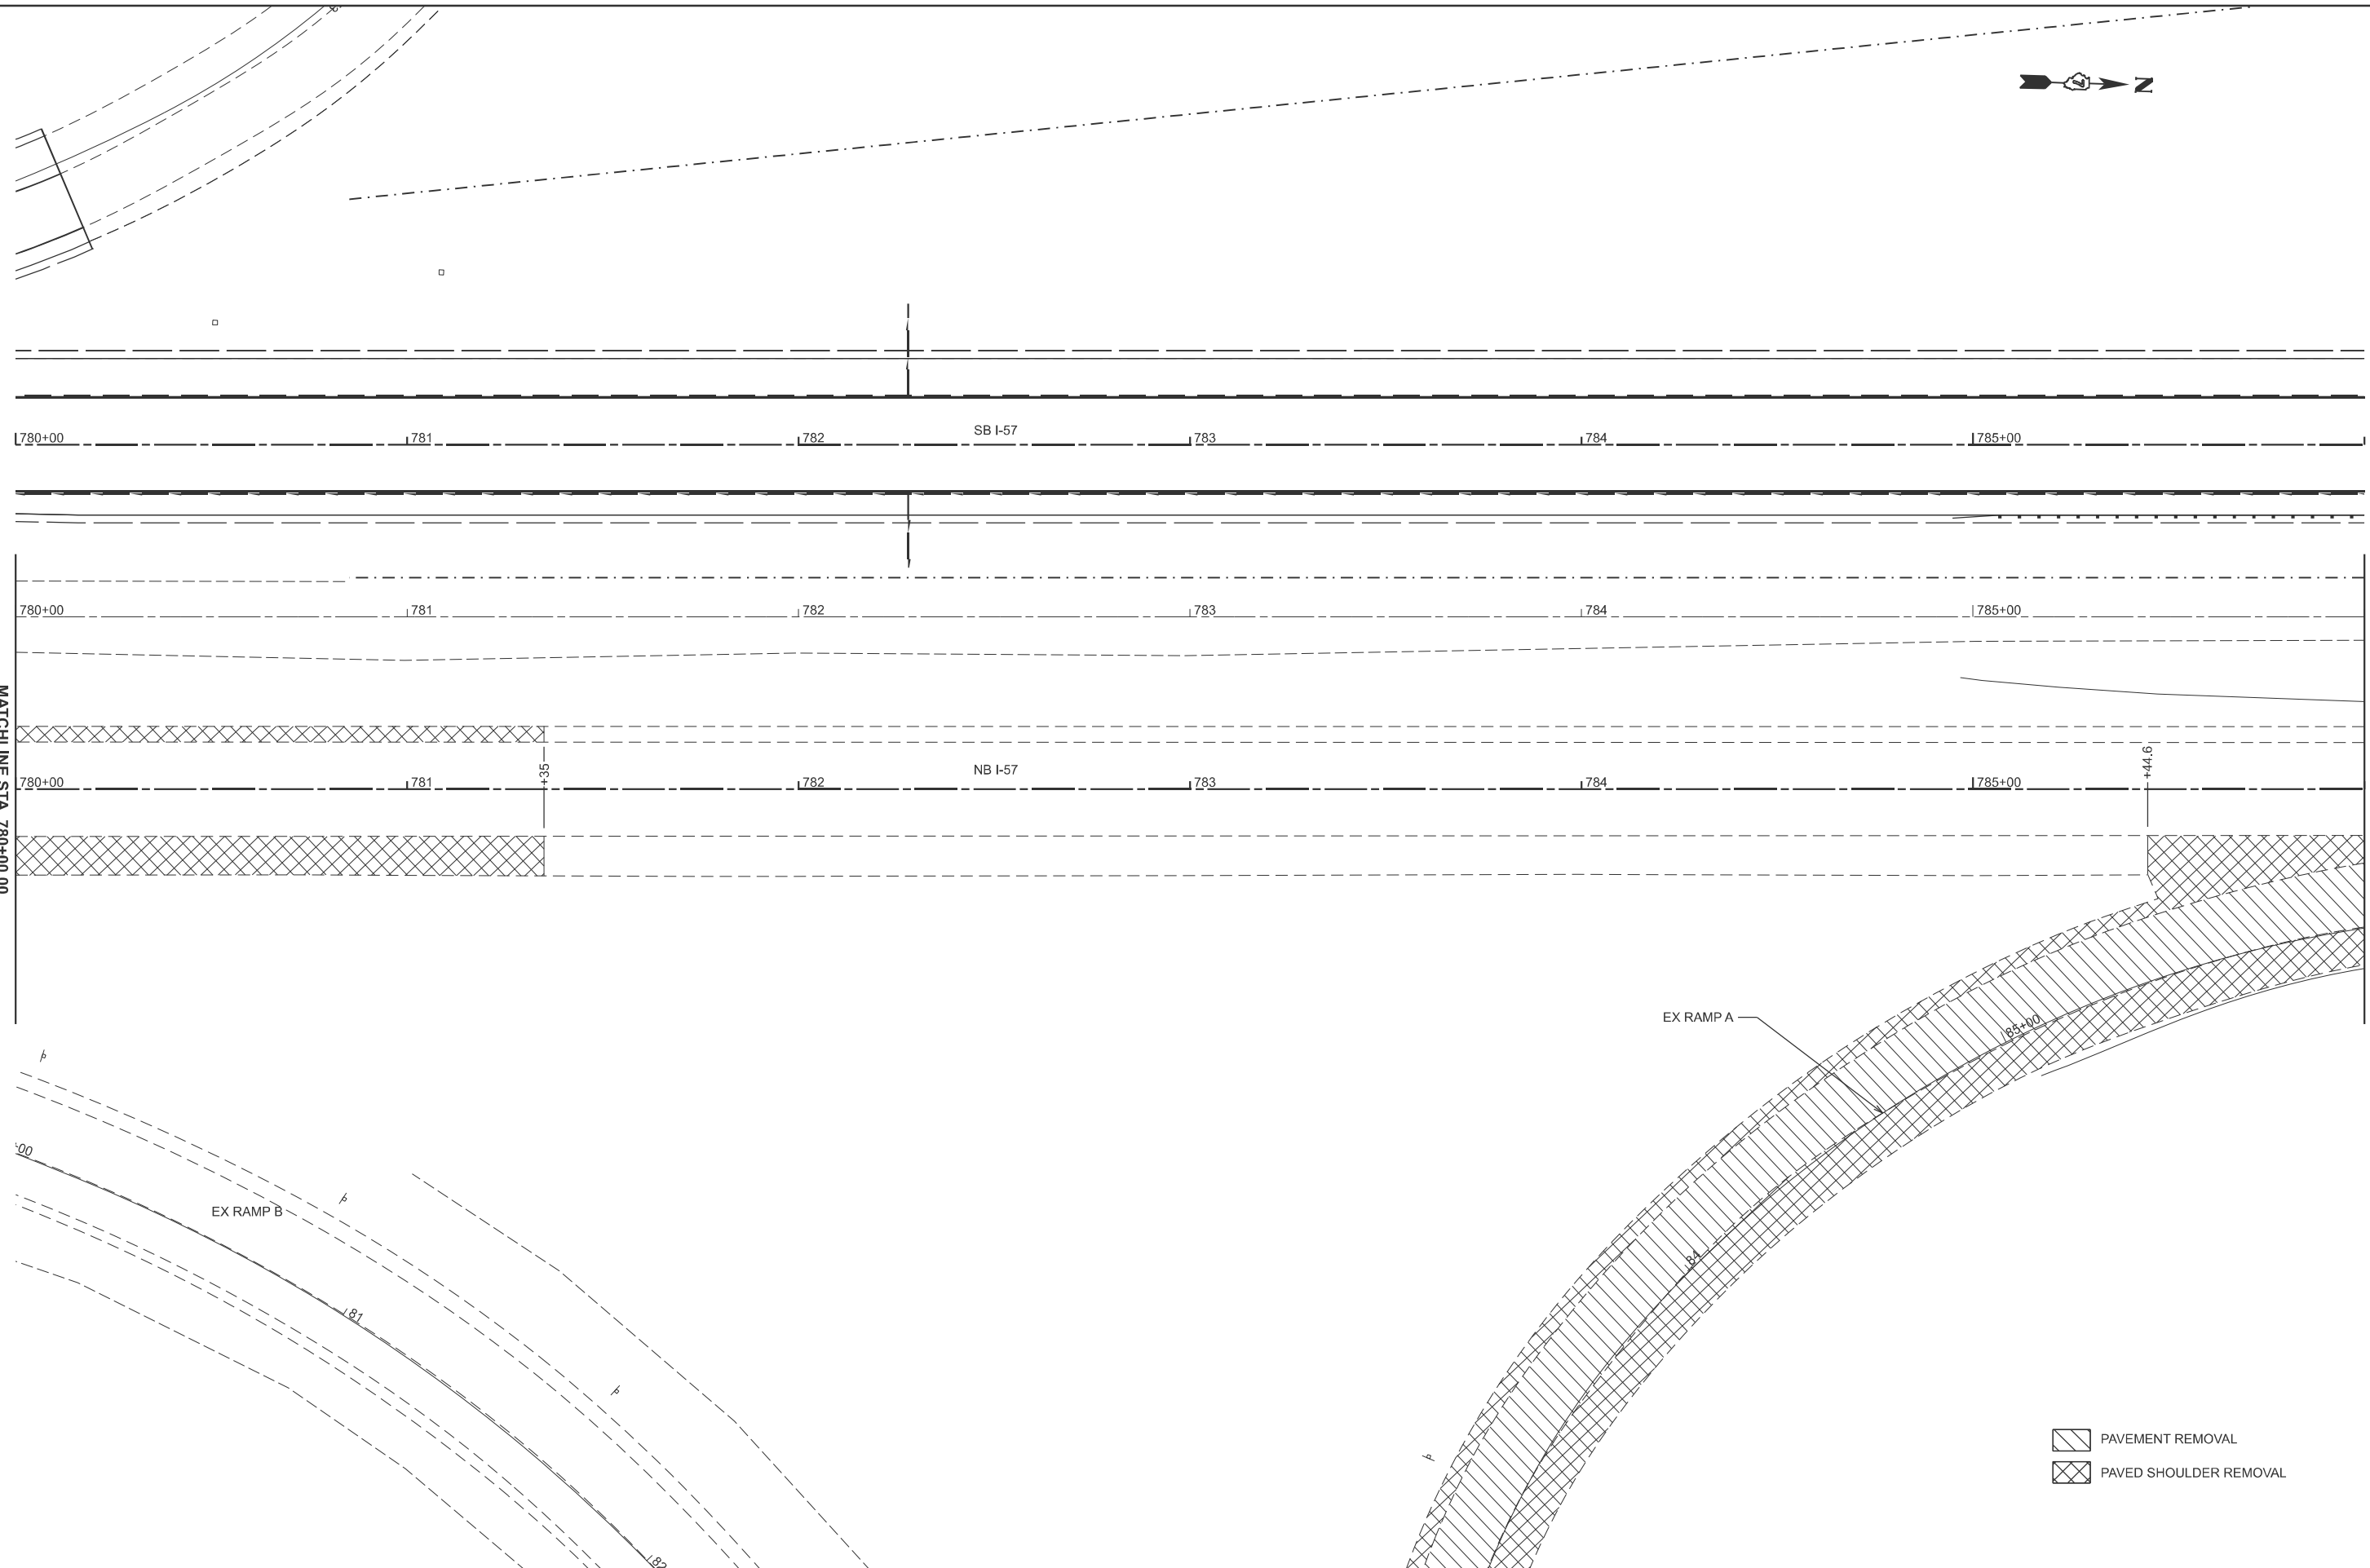 N
780+00 781 782 SB I-57 783 784 785+00
780+00 781 782 783 784 785+00
MATCHLINE STA. 780+00.00
780+00 781 +35 782 NB I-57 783 784 785+00 +44.6
EX RAMP A
85+00
+00
EX RAMP B
84
81
82
PAVEMENT REMOVAL
PAVED SHOULDER REMOVAL